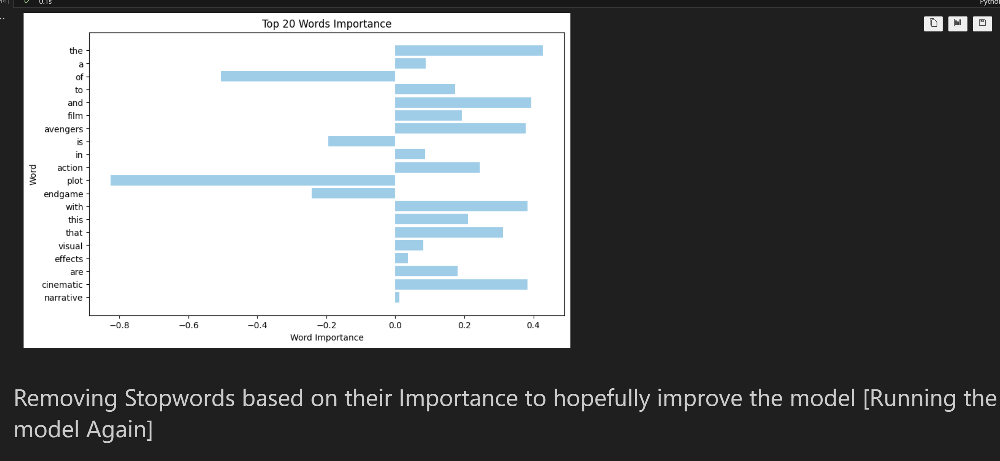 44]
0.1s
Python
Top 20 Words Importance
the
a
of
to
and
film
avengers
is
in
action
plot
endgame
with
this
that
visual
effects
are
cinematic
narrative
Word
−0.8 −0.6 −0.4 −0.2 0.0 0.2 0.4
Word Importance
Removing Stopwords based on their Importance to hopefully improve the model [Running the
model Again]